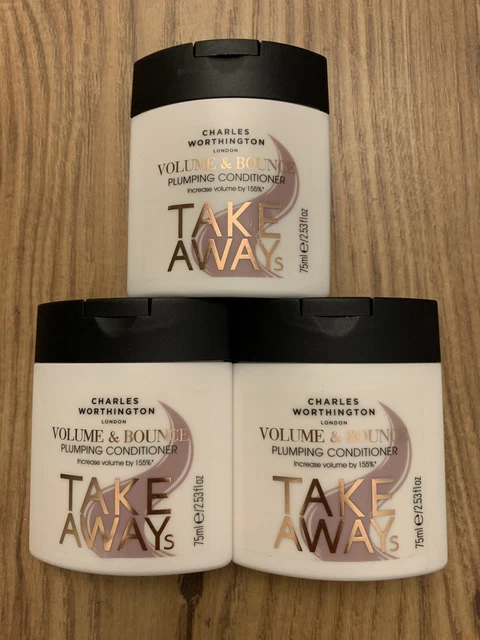 CHARLES
WORTHINGTON
LONDON
VOLUME & BOUNCE
PLUMPING CONDITIONER
Increase volume by 155%*
TAKE
AWAYs
75ml ℮/2.53fl oz
CHARLES
WORTHINGTON
LONDON
VOLUME & BOUNCE
PLUMPING CONDITIONER
Increase volume by 155%*
TAKE
AWAYs
75ml ℮/2.53fl oz
CHARLES
WORTHINGTON
LONDON
VOLUME & BOUNCE
PLUMPING CONDITIONER
Increase volume by 155%*
TAKE
AWAYs
75ml ℮/2.53fl oz